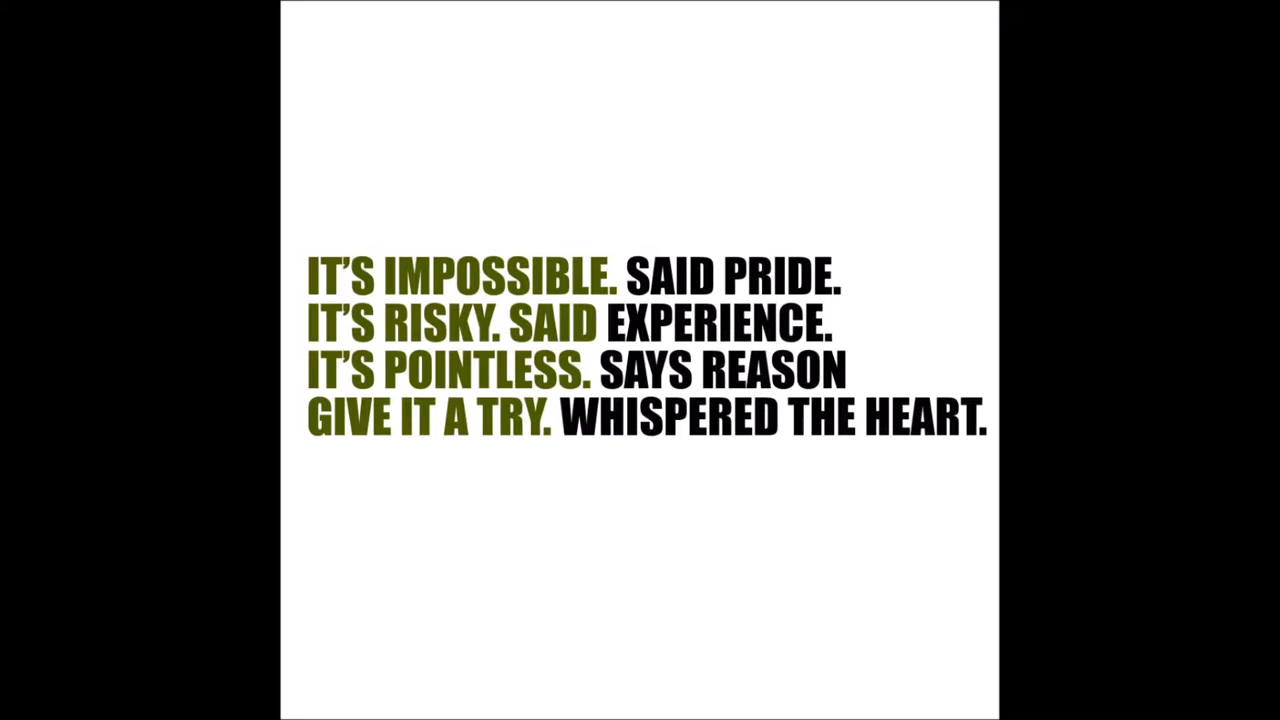 IT'S IMPOSSIBLE. SAID PRIDE.
IT'S RISKY. SAID EXPERIENCE.
IT'S POINTLESS. SAYS REASON
GIVE IT A TRY. WHISPERED THE HEART.